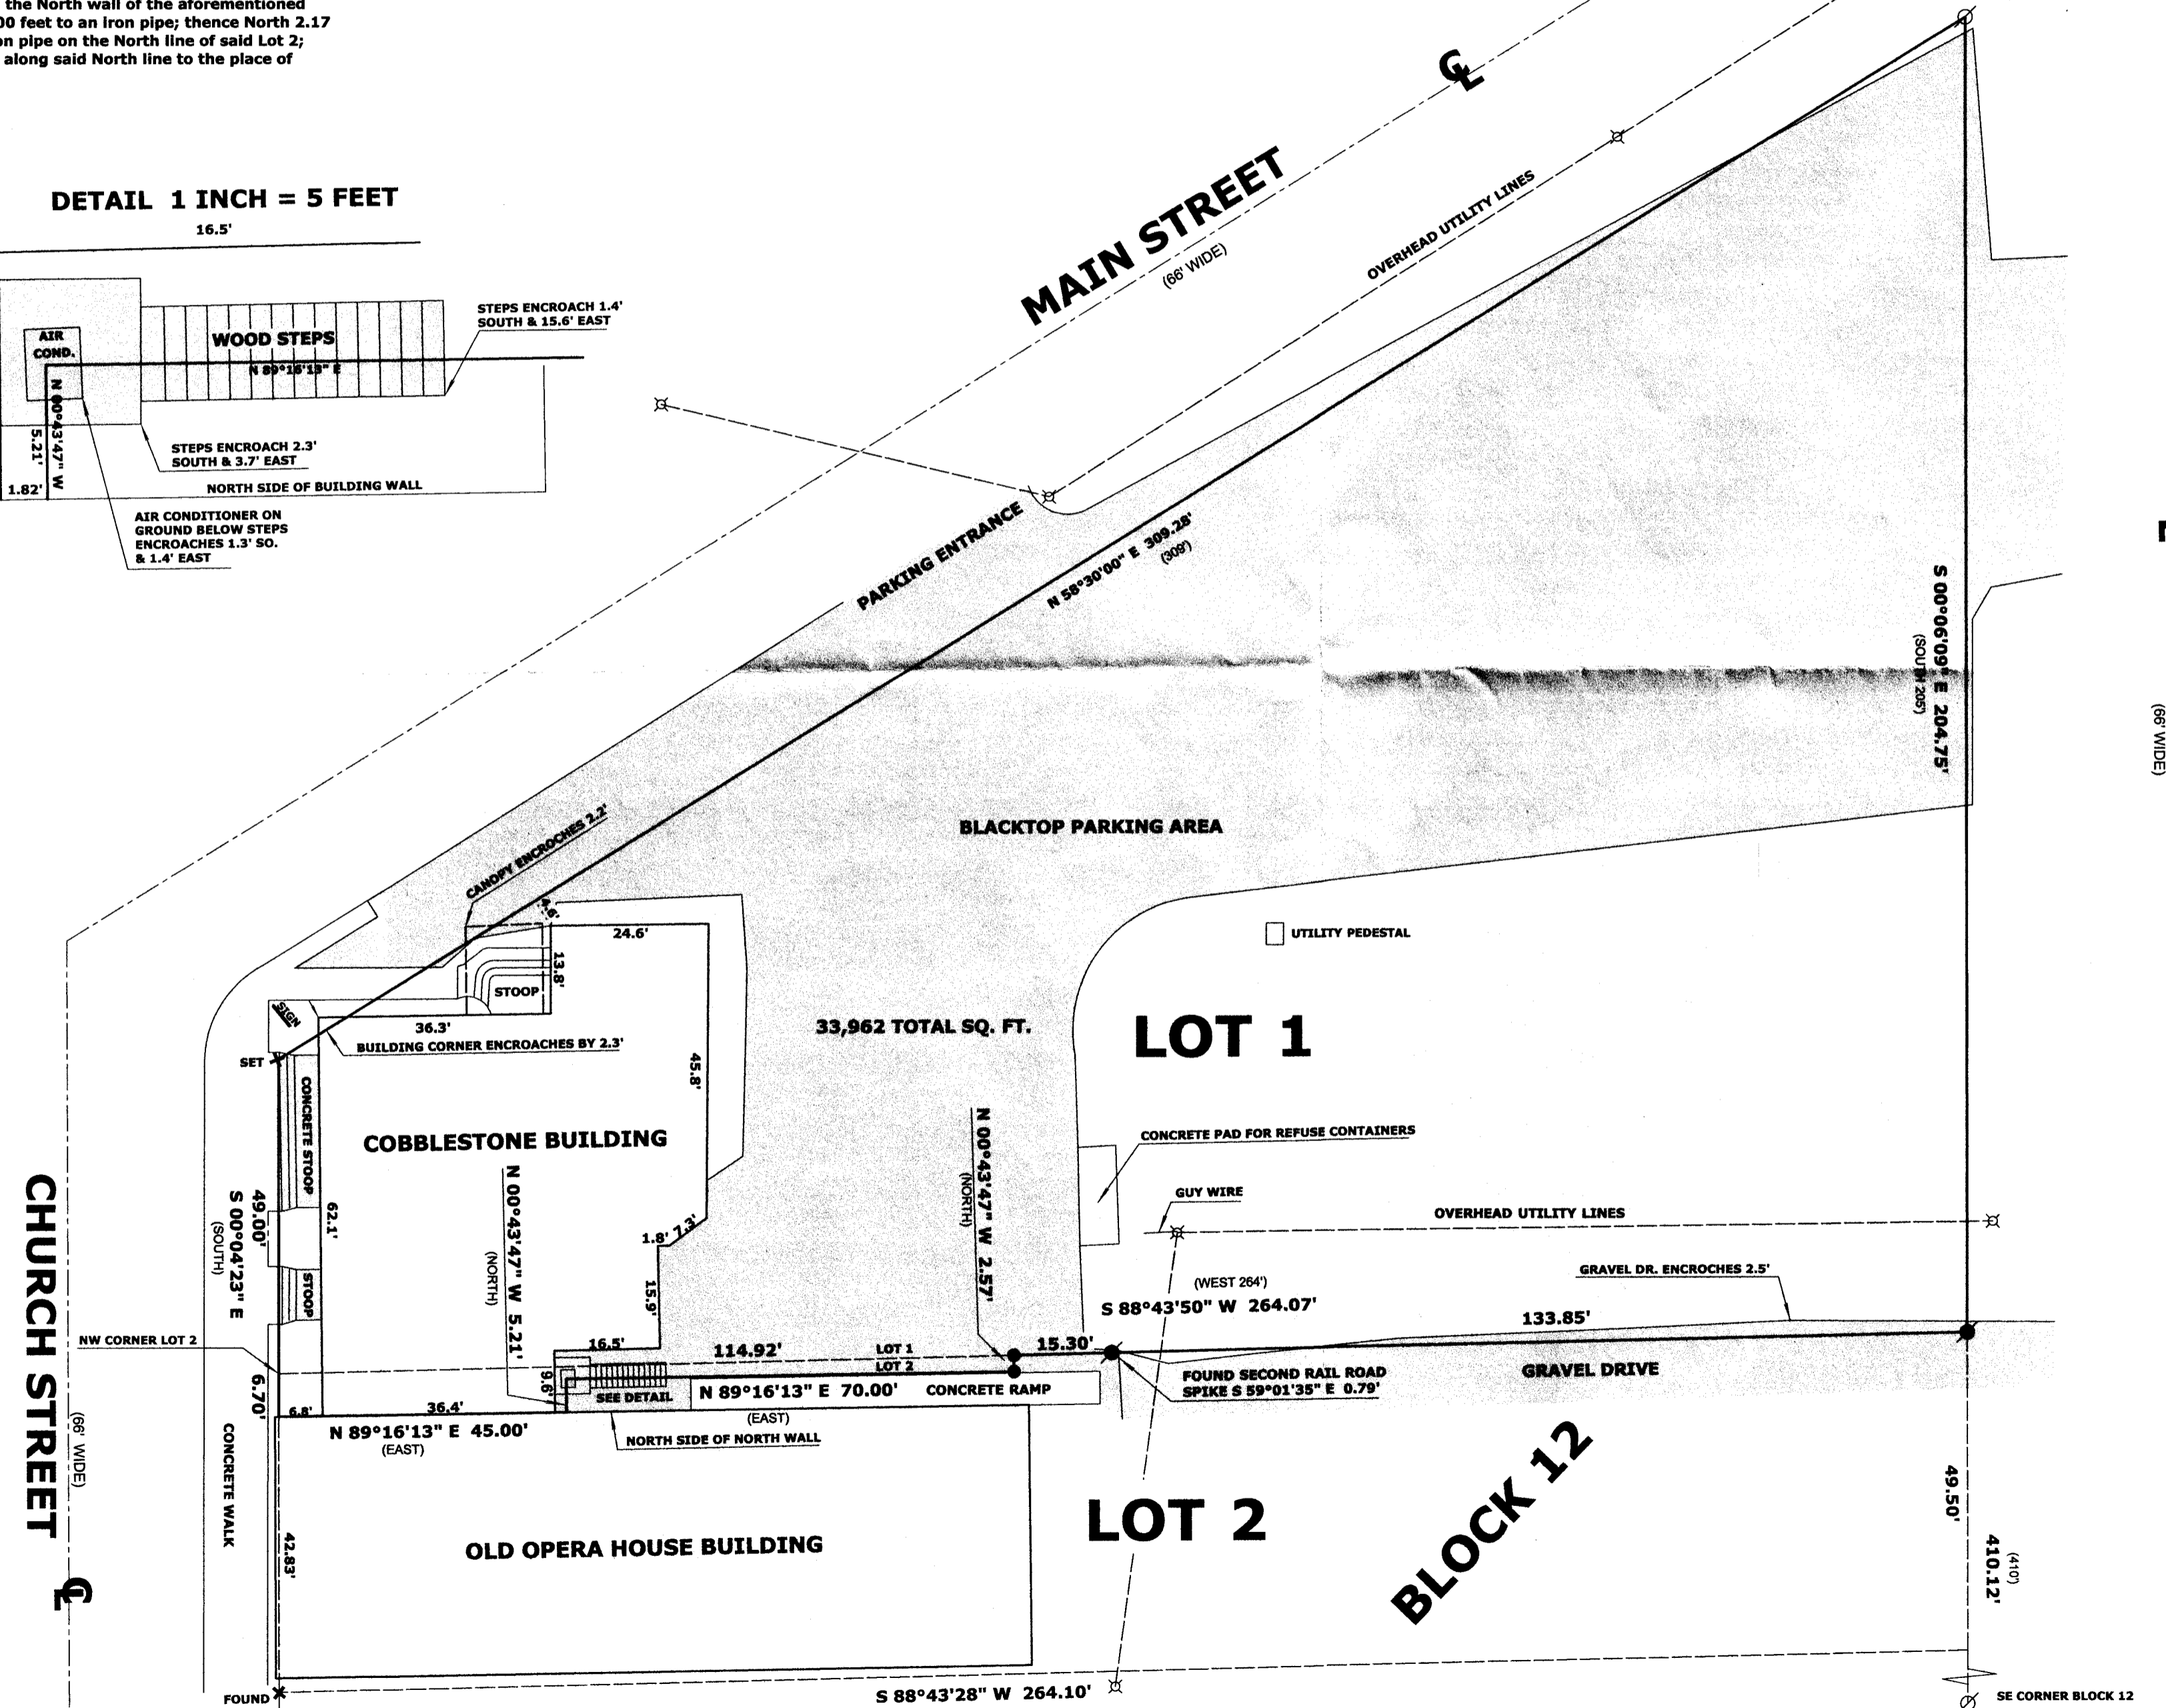 the North wall of the aforementioned
00 feet to an iron pipe; thence North 2.17
on pipe on the North line of said Lot 2;
along said North line to the place of
DETAIL 1 INCH = 5 FEET
16.5'
AIR
COND.
WOOD STEPS
N 89°16'13" E
STEPS ENCROACH 1.4'
SOUTH & 15.6' EAST
N 00°43'47" W
5.21'
1.82'
STEPS ENCROACH 2.3'
SOUTH & 3.7' EAST
NORTH SIDE OF BUILDING WALL
AIR CONDITIONER ON
GROUND BELOW STEPS
ENCROACHES 1.3' SO.
& 1.4' EAST
MAIN STREET
(66' WIDE)
CL
OVERHEAD UTILITY LINES
PARKING ENTRANCE
N 58°30'00" E 309.28'
(309')
S 00°06'09" E 204.75'
(SOUTH 205')
(66' WIDE)
BLACKTOP PARKING AREA
CANOPY ENCROCHES 2.2'
4.6'
24.6'
13.8'
STOOP
UTILITY PEDESTAL
SIGN
36.3'
BUILDING CORNER ENCROACHES BY 2.3'
SET
33,962 TOTAL SQ. FT.
LOT 1
45.8'
CONCRETE STOOP
COBBLESTONE BUILDING
N 00°43'47" W 2.57'
(NORTH)
CONCRETE PAD FOR REFUSE CONTAINERS
GUY WIRE
OVERHEAD UTILITY LINES
CHURCH STREET
(66' WIDE)
CL
49.00'
S 00°04'23" E
(SOUTH)
62.1'
STOOP
N 00°43'47" W 5.21'
(NORTH)
1.8'
7.3'
15.9'
(WEST 264')
S 88°43'50" W 264.07'
GRAVEL DR. ENCROCHES 2.5'
133.85'
NW CORNER LOT 2
16.5'
114.92'
LOT 1
LOT 2
15.30'
9.6'
SEE DETAIL
N 89°16'13" E 70.00'
(EAST)
CONCRETE RAMP
FOUND SECOND RAIL ROAD
SPIKE S 59°01'35" E 0.79'
GRAVEL DRIVE
6.70'
6.8'
36.4'
N 89°16'13" E 45.00'
(EAST)
NORTH SIDE OF NORTH WALL
CONCRETE WALK
42.83'
OLD OPERA HOUSE BUILDING
LOT 2
BLOCK 12
49.50'
410.12'
(410')
FOUND
S 88°43'28" W 264.10'
SE CORNER BLOCK 12